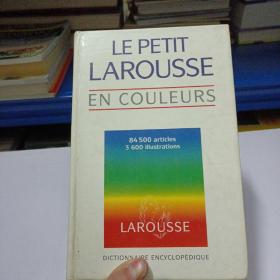 LE PETIT
LAROUSSE
EN COULEURS
84 500 articles
3 600 illustrations
LAROUSSE
DICTIONNAIRE ENCYCLOPÉDIQUE